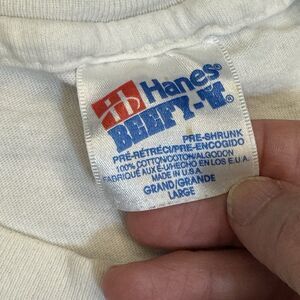 Hanes®
BEEFY-T®
PRE-SHRUNK
PRÉ-RÉTRÉCI/PRE-ENCOGIDO
100% COTTON/COTON/ALGODON
FABRIQUÉ AUX É-U/HECHO EN LOS E.U.A.
MADE IN U.S.A.
GRAND/GRANDE
LARGE